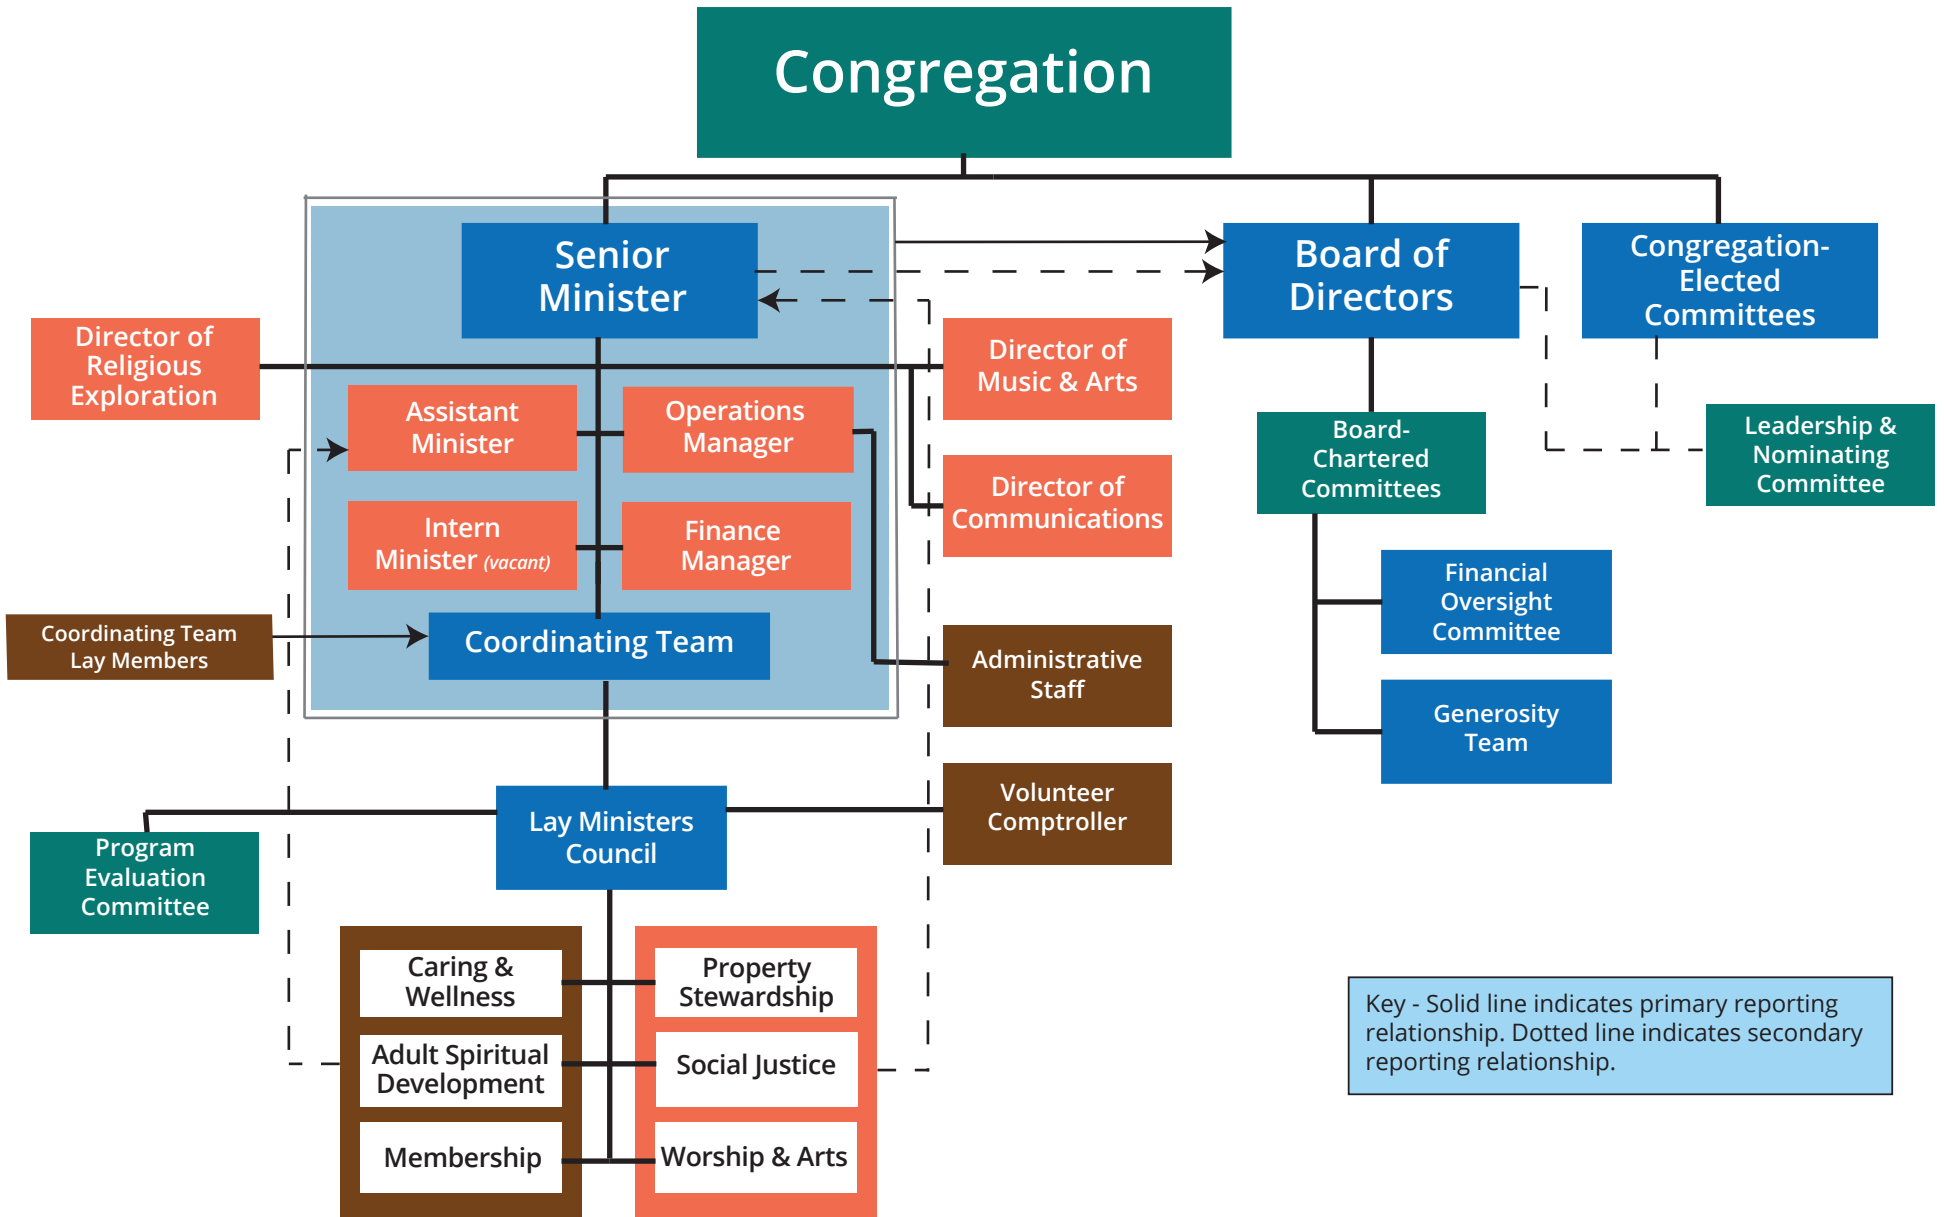 Congregation
Senior
Minister
Board of
Directors
Congregation-
Elected
Committees
Director of
Religious
Exploration
Director of
Music & Arts
Assistant
Minister
Operations
Manager
Board-
Chartered
Committees
Leadership &
Nominating
Committee
Director of
Communications
Intern
Minister (vacant)
Finance
Manager
Financial
Oversight
Committee
Coordinating Team
Lay Members
Coordinating Team
Administrative
Staff
Generosity
Team
Lay Ministers
Council
Volunteer
Comptroller
Program
Evaluation
Committee
Caring &
Wellness
Property
Stewardship
Adult Spiritual
Development
Social Justice
Membership
Worship & Arts
Key - Solid line indicates primary reporting
relationship. Dotted line indicates secondary
reporting relationship.